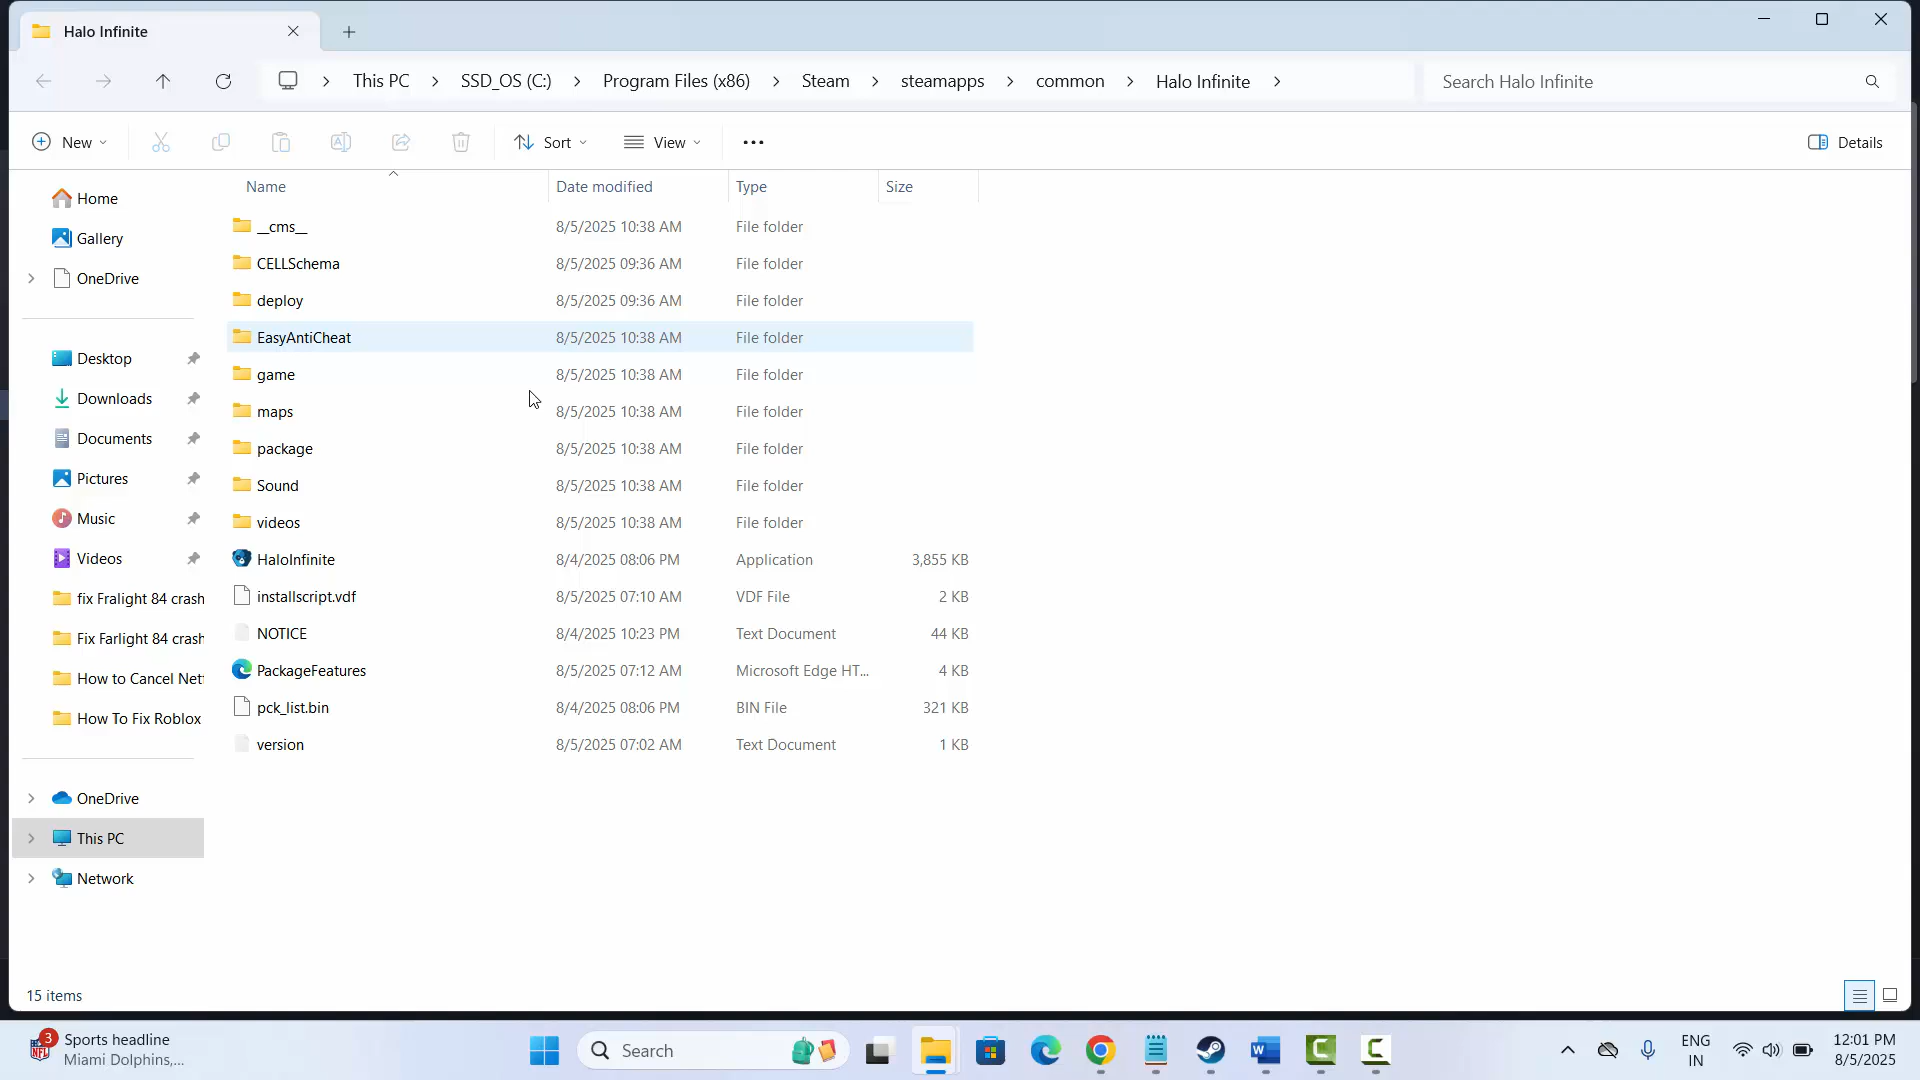 Halo Infinite
This PC > SSD_OS (C:) > Program Files (x86) > Steam > steamapps > common > Halo Infinite >
Search Halo Infinite
New
Sort
View
Details
Name Date modified Type Size
Home
Gallery
OneDrive
Desktop
Downloads
Documents
Pictures
Music
Videos
fix Fralight 84 crash
Fix Farlight 84 crash
How to Cancel Net
How To Fix Roblox
OneDrive
This PC
Network
__cms__ 8/5/2025 10:38 AM File folder
CELLSchema 8/5/2025 09:36 AM File folder
deploy 8/5/2025 09:36 AM File folder
EasyAntiCheat 8/5/2025 10:38 AM File folder
game 8/5/2025 10:38 AM File folder
maps 8/5/2025 10:38 AM File folder
package 8/5/2025 10:38 AM File folder
Sound 8/5/2025 10:38 AM File folder
videos 8/5/2025 10:38 AM File folder
HaloInfinite 8/4/2025 08:06 PM Application 3,855 KB
installscript.vdf 8/5/2025 07:10 AM VDF File 2 KB
NOTICE 8/4/2025 10:23 PM Text Document 44 KB
PackageFeatures 8/5/2025 07:12 AM Microsoft Edge HT... 4 KB
pck_list.bin 8/4/2025 08:06 PM BIN File 321 KB
version 8/5/2025 07:02 AM Text Document 1 KB
15 items
3
NFL
Sports headline
Miami Dolphins,...
Search
ENG
IN
12:01 PM
8/5/2025